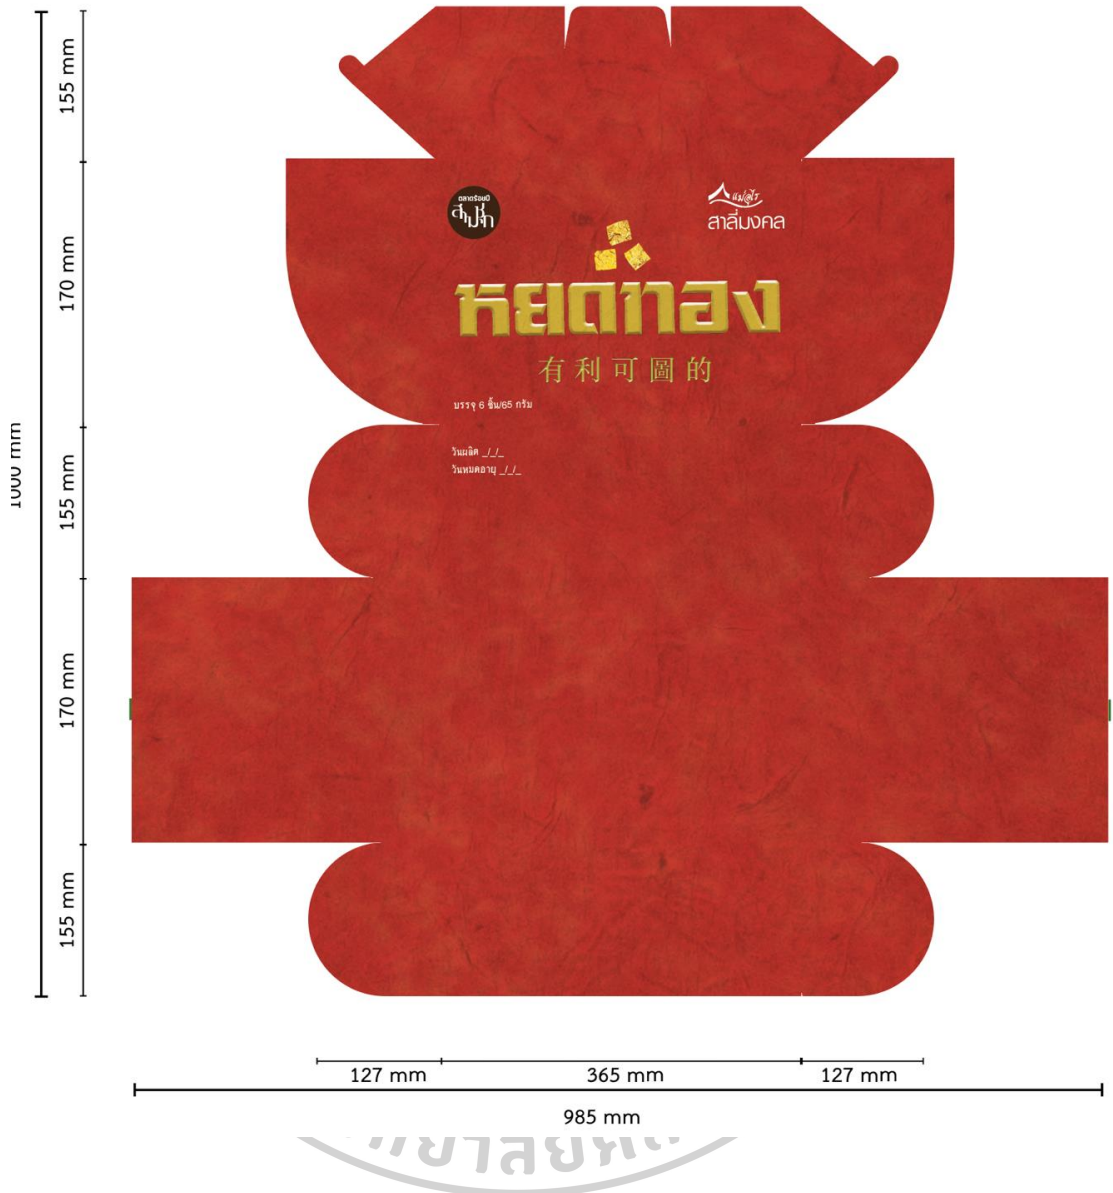 155 mm
170 mm
155 mm
170 mm
155 mm
1000 mm
ตลาดร้อยปี
สามชุก
แม่อุไร
สาลี่มงคล
หยดทอง
有利可圖的
บรรจุ 6 ชิ้น/65 กรัม
วันผลิต _/_/_
วันหมดอายุ _/_/_
127 mm
365 mm
127 mm
985 mm